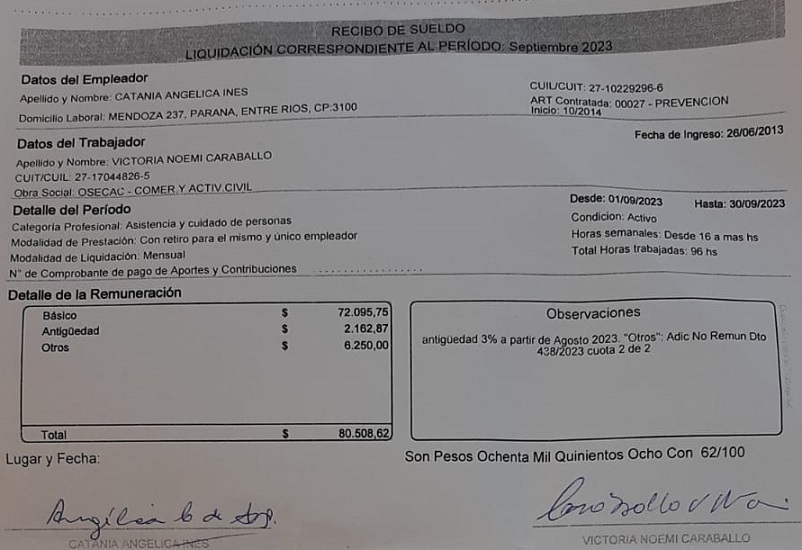 RECIBO DE SUELDO
LIQUIDACIÓN CORRESPONDIENTE AL PERÍODO: Septiembre 2023
Datos del Empleador
Apellido y Nombre: CATANIA ANGELICA INES
Domicilio Laboral: MENDOZA 237, PARANA, ENTRE RIOS, CP:3100
CUIL/CUIT: 27-10229296-6
ART Contratada: 00027 - PREVENCION
Inicio: 10/2014
Datos del Trabajador
Fecha de Ingreso: 26/06/2013
Apellido y Nombre: VICTORIA NOEMI CARABALLO
CUIT/CUIL: 27-17044826-5
Obra Social: OSECAC - COMER.Y ACTIV.CIVIL
Detalle del Período
Desde: 01/09/2023 Hasta: 30/09/2023
Categoría Profesional: Asistencia y cuidado de personas
Condicion: Activo
Modalidad de Prestación: Con retiro para el mismo y único empleador
Horas semanales: Desde 16 a mas hs
Modalidad de Liquidación: Mensual
Total Horas trabajadas: 96 hs
N° de Comprobante de pago de Aportes y Contribuciones ....................
Detalle de la Remuneración
Básico $ 72.095,75
Antigüedad $ 2.162,87
Otros $ 6.250,00
Total $ 80.508,62
Observaciones
antigüedad 3% a partir de Agosto 2023. "Otros": Adic No Remun Dto
438/2023 cuota 2 de 2
Lugar y Fecha:
Son Pesos Ochenta Mil Quinientos Ocho Con 62/100
CATANIA ANGELICA INES
VICTORIA NOEMI CARABALLO